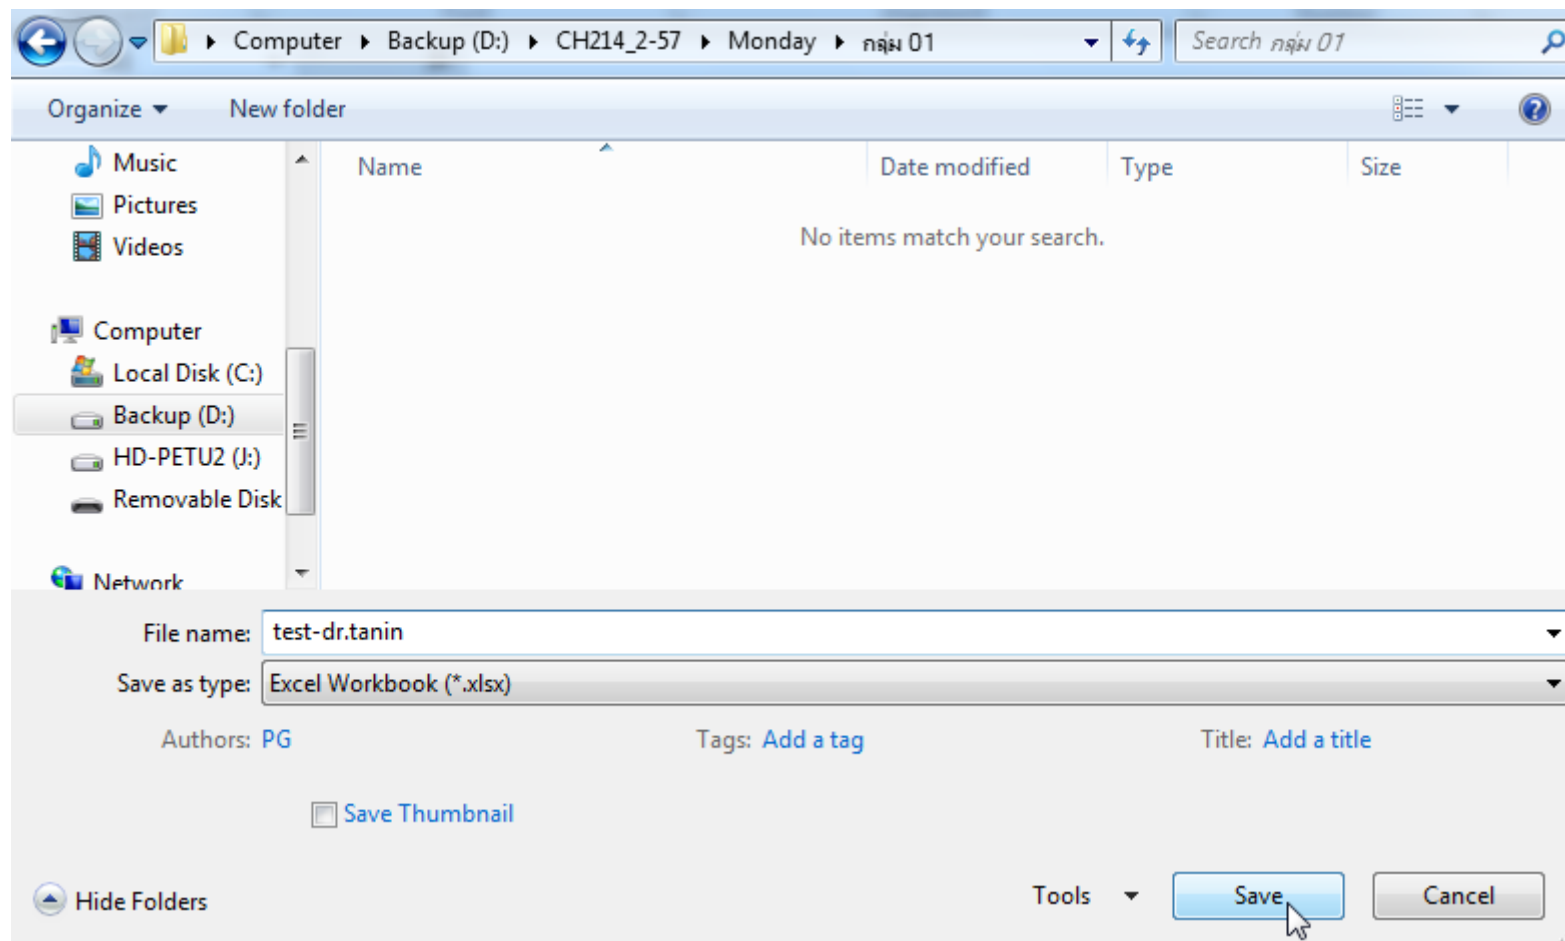 Computer Backup (D:) CH214_2-57 Monday กลุ่ม 01 Search กลุ่ม 01
Organize New folder
Name Date modified Type Size
Music
Pictures
Videos
No items match your search.
Computer
Local Disk (C:)
Backup (D:)
HD-PETU2 (J:)
Removable Disk
Network
File name: test-dr.tanin
Save as type: Excel Workbook (*.xlsx)
Authors: PG Tags: Add a tag Title: Add a title
Save Thumbnail
Hide Folders Tools Save Cancel